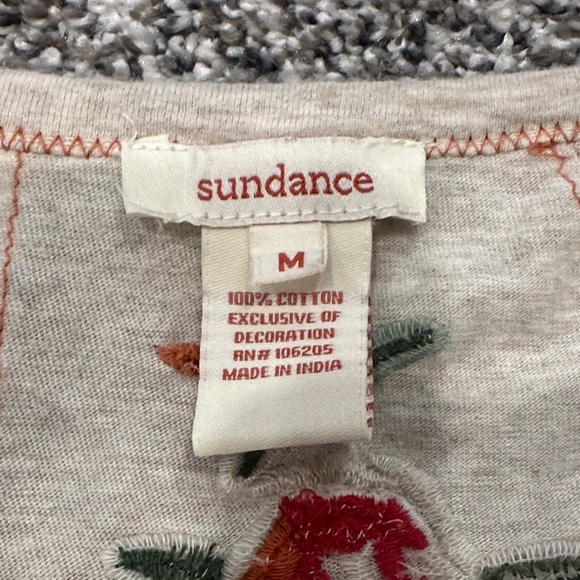 sundance
M
100% COTTON
EXCLUSIVE OF
DECORATION
RN# 106205
MADE IN INDIA